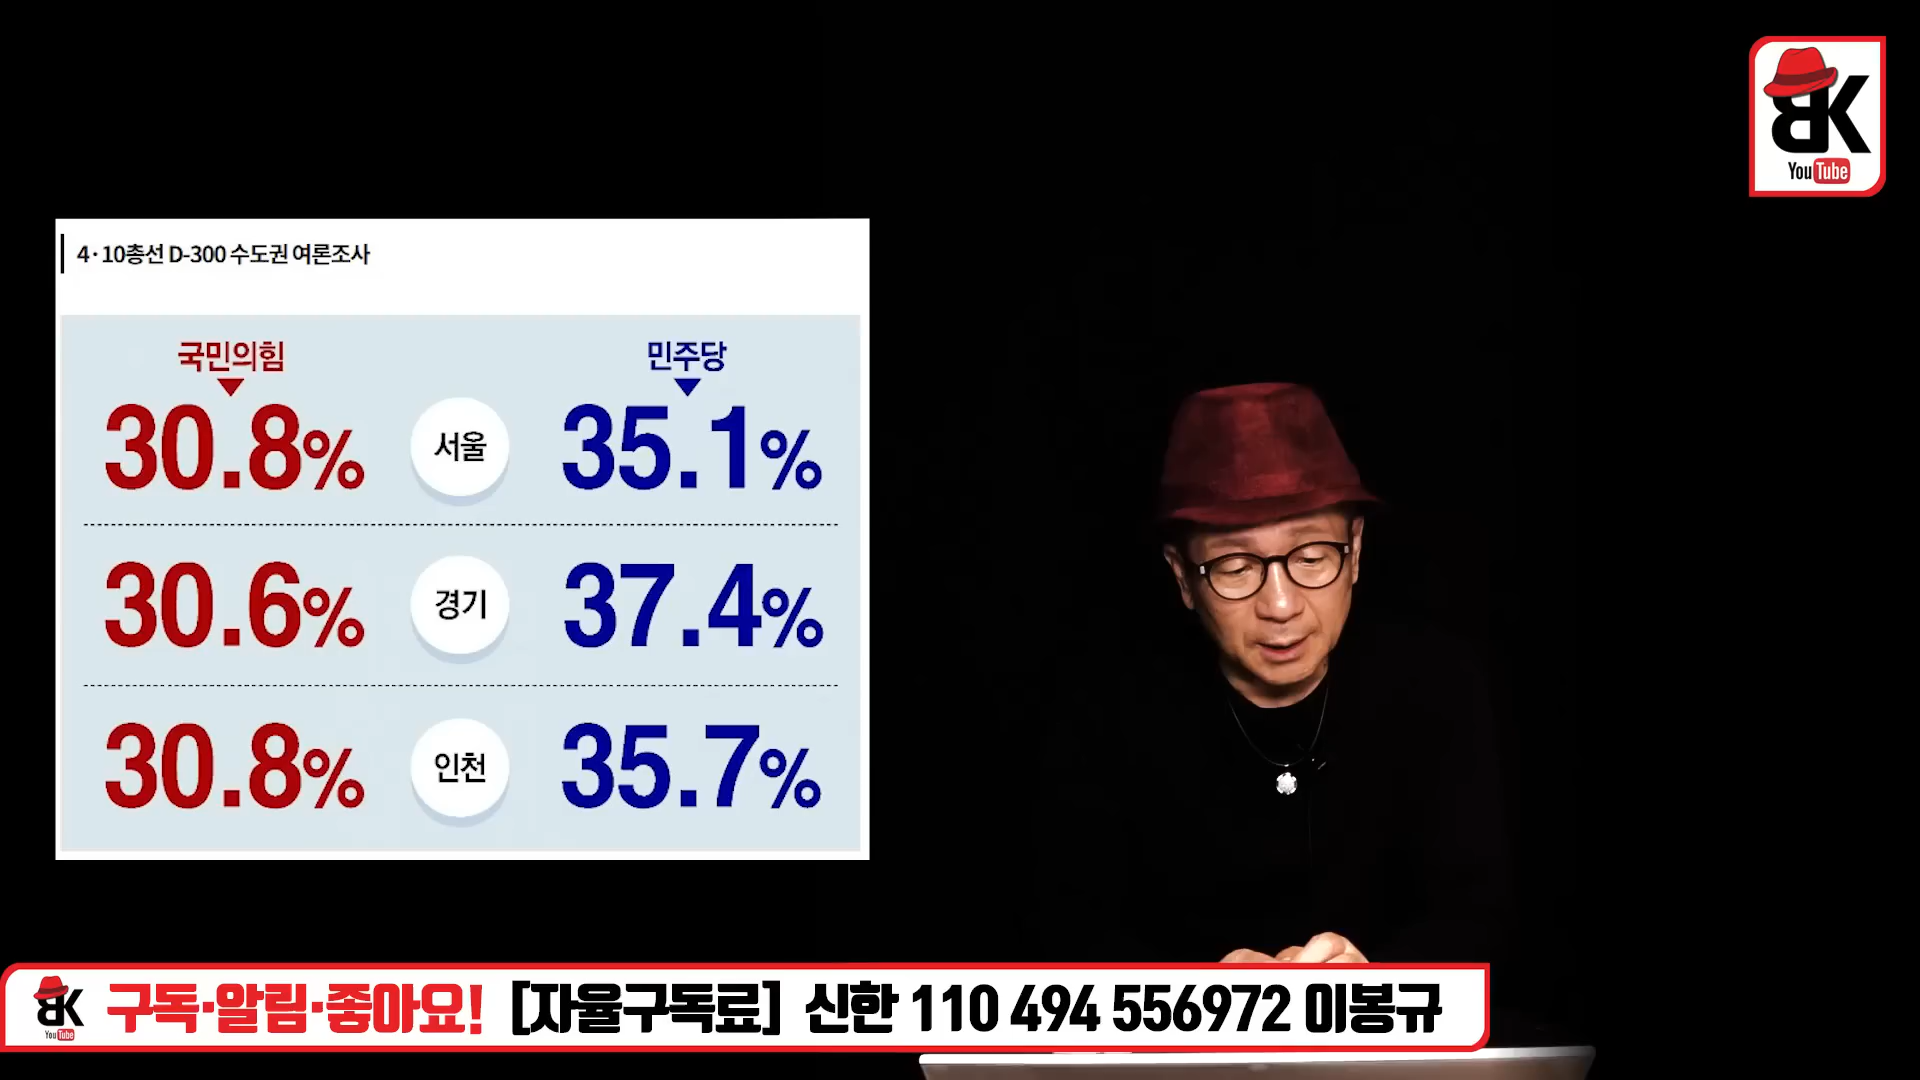 BK
YouTube
4·10총선 D-300 수도권 여론조사
국민의힘
민주당
30.8%
서울
35.1%
30.6%
경기
37.4%
30.8%
인천
35.7%
BK
YouTube
구독·알림·좋아요! [자율구독료] 신한 110 494 556972 이봉규